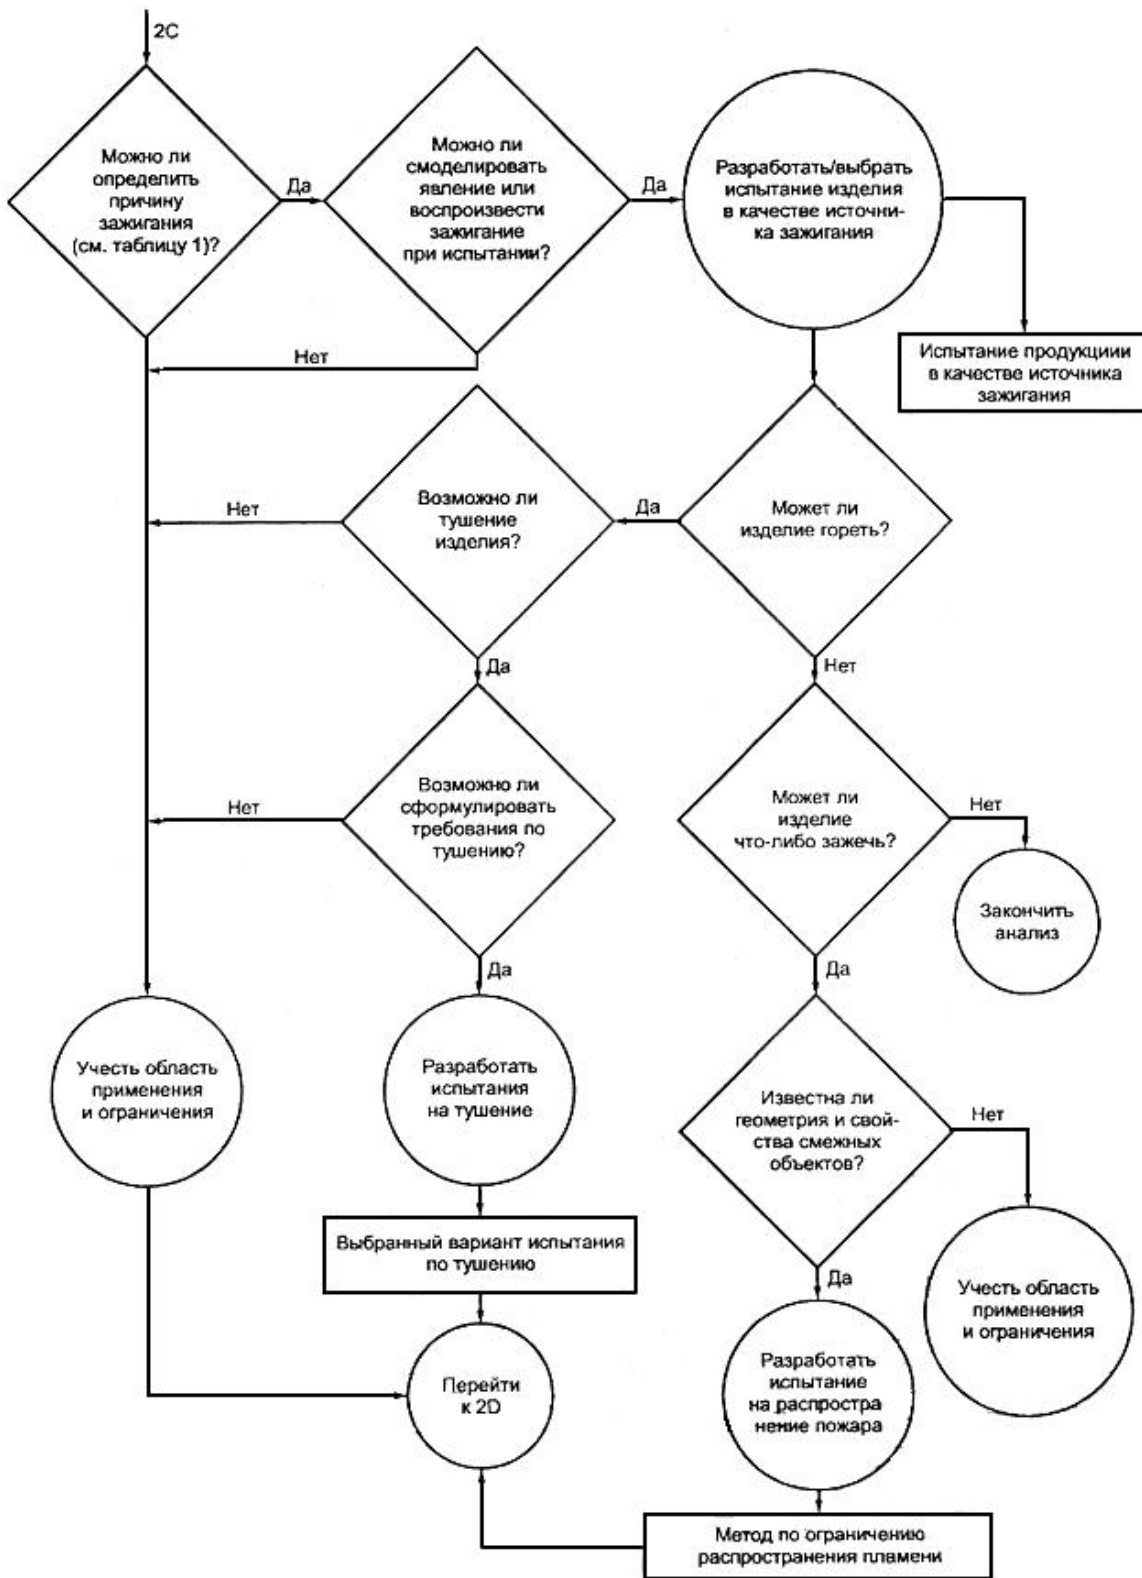 2C
Можно ли
определить
причину
зажигания
(см. таблицу 1)?
Да
Можно ли
смоделировать
явление или
воспроизвести
зажигание
при испытании?
Да
Разработать/выбрать
испытание изделия
в качестве источни-
ка зажигания
Нет
Испытание продукциии
в качестве источника
зажигания
Нет
Возможно ли
тушение
изделия?
Да
Может ли
изделие гореть?
Да
Нет
Нет
Возможно ли
сформулировать
требования по
тушению?
Может ли
изделие
что-либо зажечь?
Нет
Закончить
анализ
Да
Да
Учесть область
применения
и ограничения
Разработать
испытания
на тушение
Известна ли
геометрия и свой-
ства смежных
объектов?
Нет
Выбранный вариант испытания
по тушению
Да
Учесть область
применения
и ограничения
Перейти
к 2D
Разработать
испытание
на распростра
нение пожара
Метод по ограничению
распространения пламени